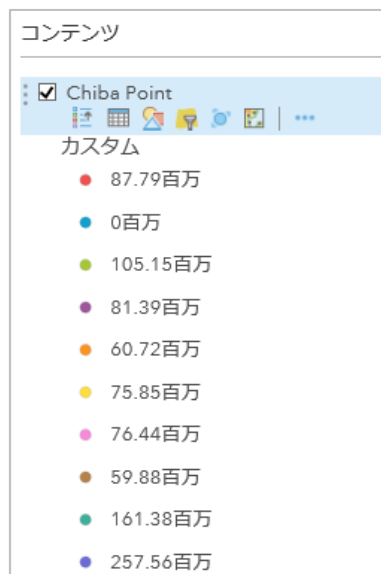 コンテンツ
Chiba Point
カスタム
87.79百万
0百万
105.15百万
81.39百万
60.72百万
75.85百万
76.44百万
59.88百万
161.38百万
257.56百万